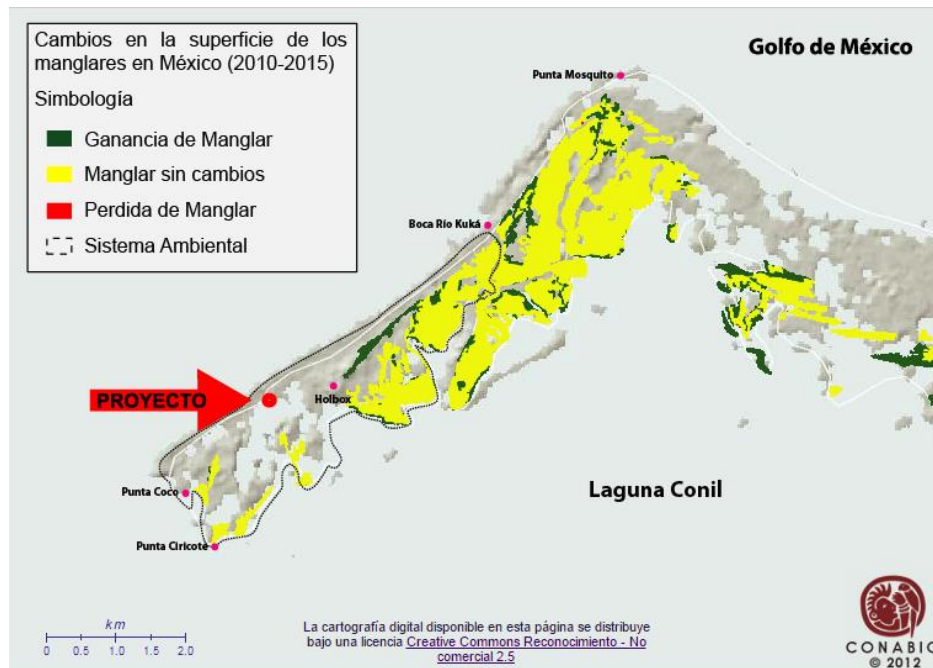 Cambios en la superficie de los
manglares en México (2010-2015)
Simbología
Ganancia de Manglar
Manglar sin cambios
Perdida de Manglar
Sistema Ambiental
Golfo de México
Punta Mosquito
Boca Río Kuká
PROYECTO
Holbox
Punta Coco
Laguna Conil
Punta Ciricote
km
0 0.5 1.0 1.5 2.0
La cartografía digital disponible en esta página se distribuye
bajo una licencia Creative Commons Reconocimiento - No
comercial 2.5
CONABIO
© 2012